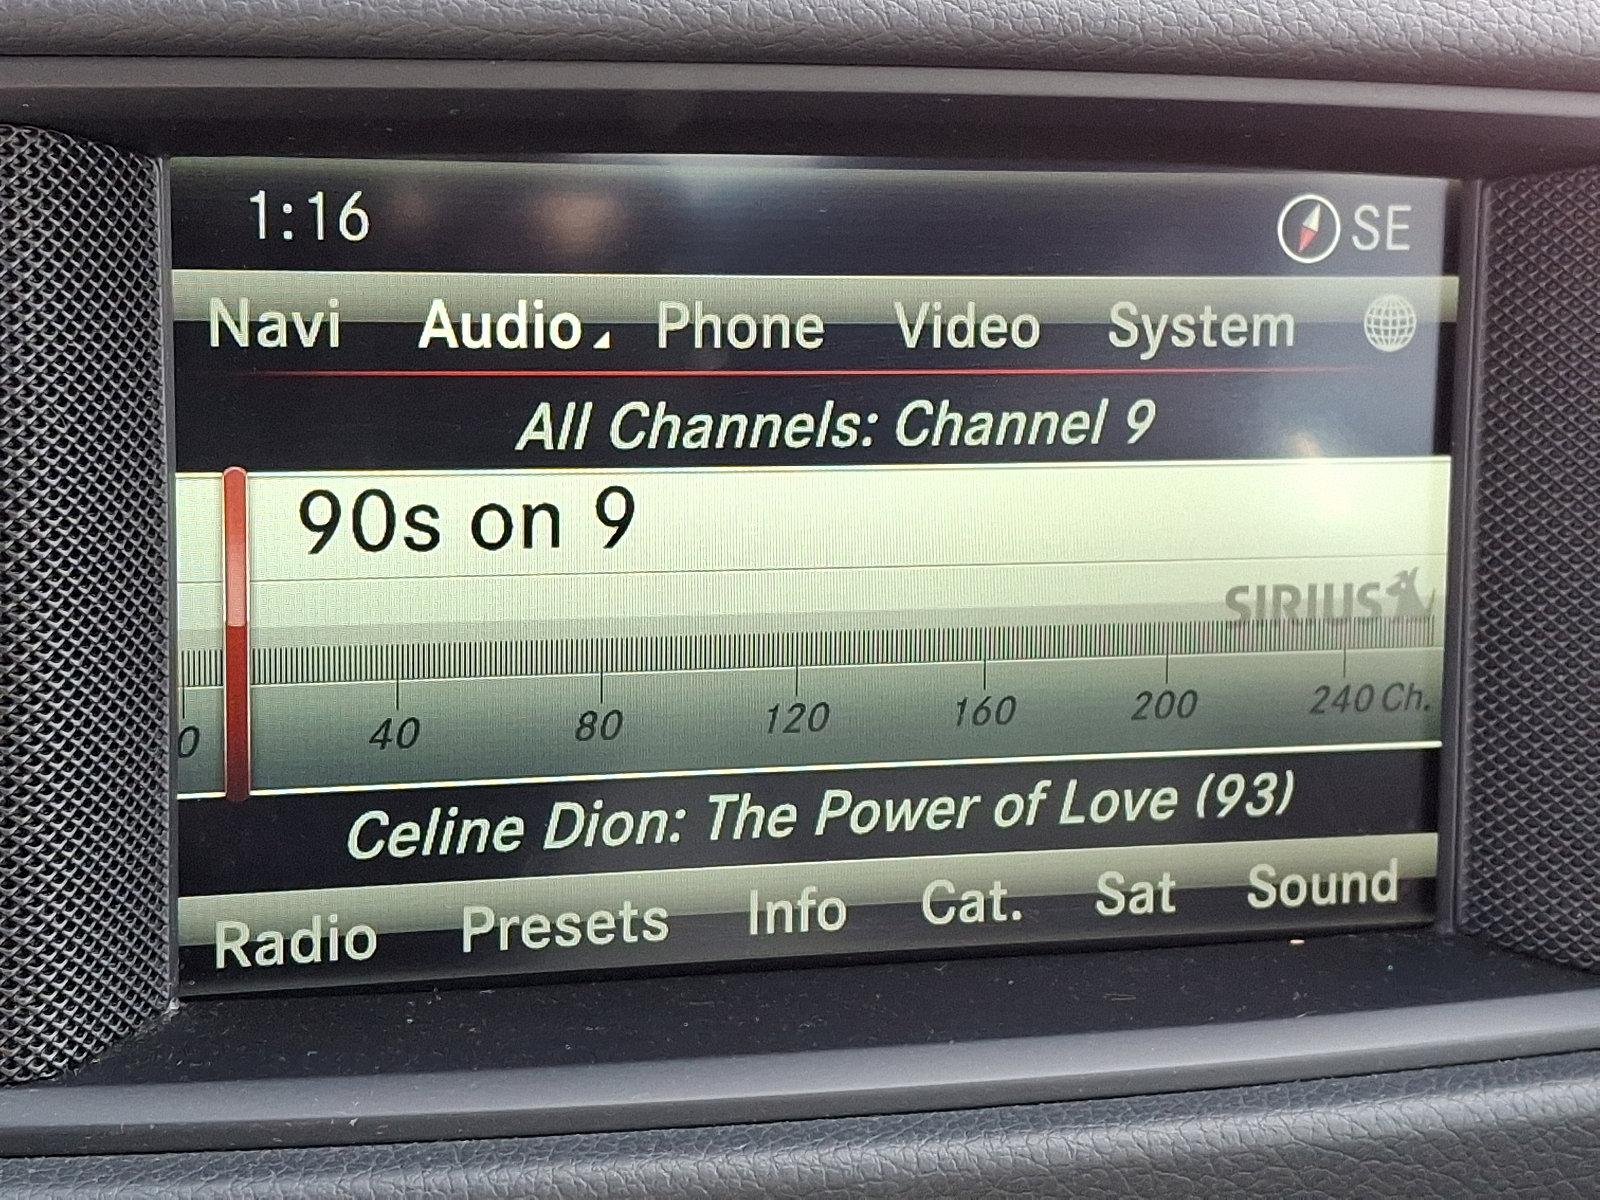 1:16 SE
Navi Audio Phone Video System
All Channels: Channel 9
90s on 9
SIRIUS
0 40 80 120 160 200 240 Ch.
Celine Dion: The Power of Love (93)
Radio Presets Info Cat. Sat Sound